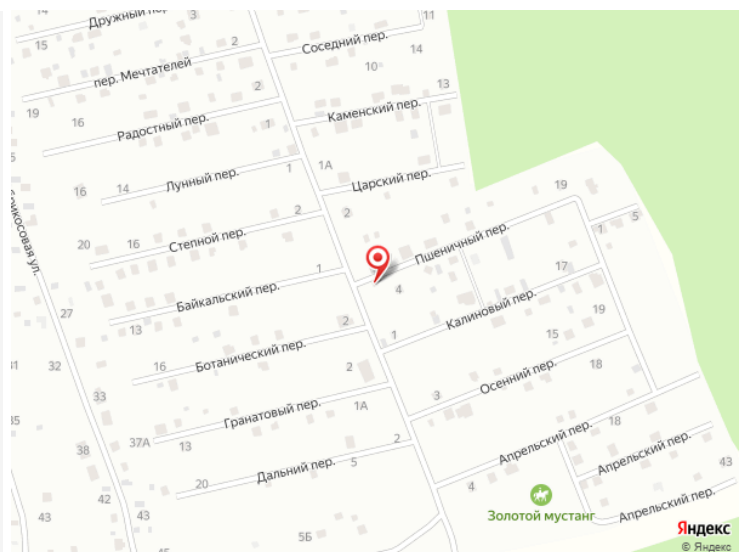 Дружный пер.
11
15
2
Соседний пер.
14
пер. Мечтателей
10
2
13
19
16
Радостный пер.
1
Каменский пер.
1А
16
14
Лунный пер.
1
Царский пер.
2
19
20
16
Степной пер.
2
Пшеничный пер.
1
5
Байкальский пер.
1
4
17
27
13
Калиновый пер.
19
Ботанический пер.
2
1
15
31
32
16
2
Осенний пер.
18
33
3
35
Гранатовый пер.
1А
37А
13
18
38
Дальний пер.
2
Апрельский пер.
Апрельский пер.
43
42
20
5
4
Апрельский пер.
43
42
Золотой мустанг
43
5Б
45
Яндекс
© Яндекс